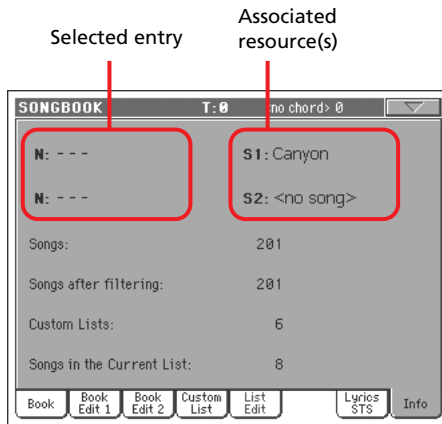 Selected entry
Associated
resource(s)
SONGBOOK T:0 <no chord> 0
N: - - - S1: Canyon
N: - - - S2: <no song>
Songs: 201
Songs after filtering: 201
Custom Lists: 6
Songs in the Current List: 8
Book Book Edit 1 Book Edit 2 Custom List List Edit Lyrics STS Info